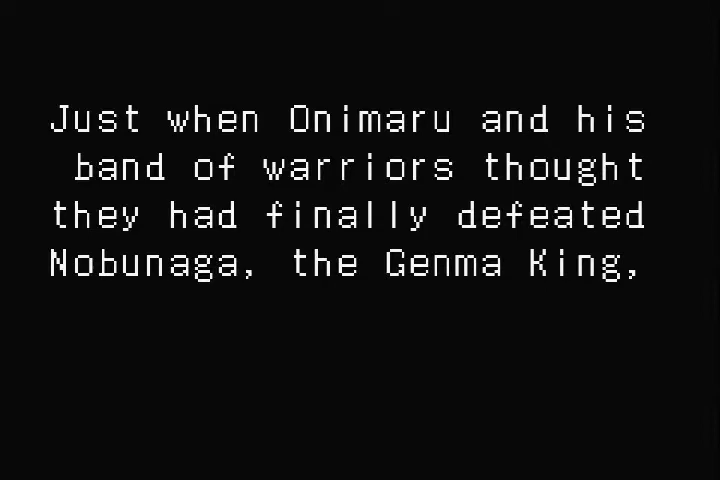 Just when Onimaru and his
band of warriors thought
they had finally defeated
Nobunaga, the Genma King,